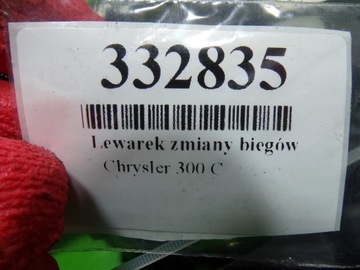 332835
Lewarek zmiany biegów
Chrysler 300 C